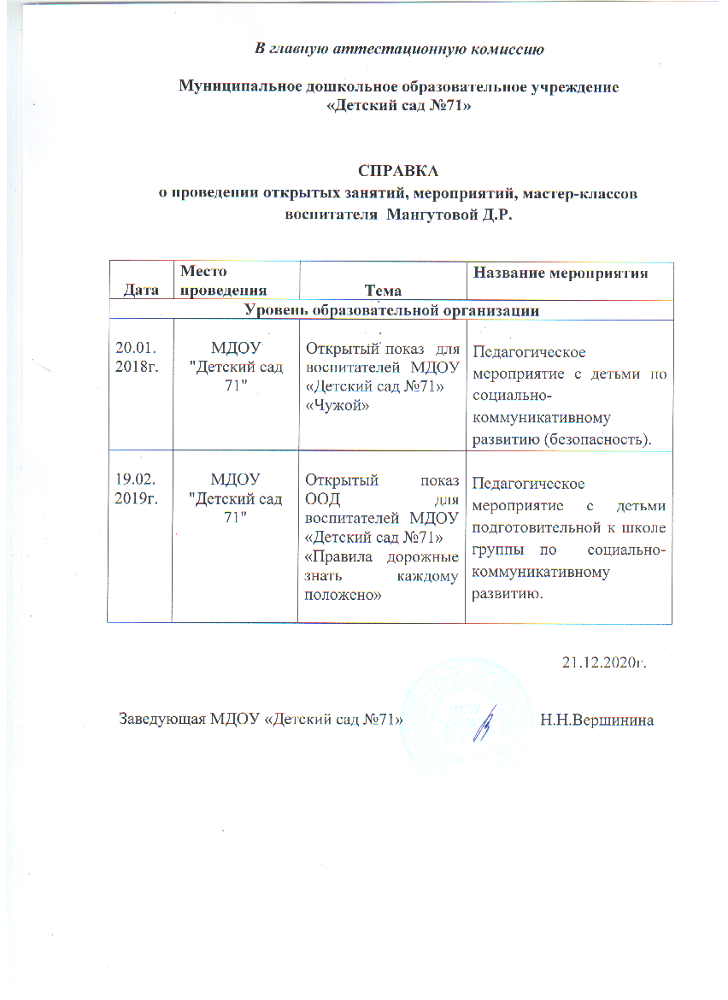 В главную аттестационную комиссию
Муниципальное дошкольное образовательное учреждение
«Детский сад №71»
СПРАВКА
о проведении открытых занятий, мероприятий, мастер-классов
воспитателя Мангутовой Д.Р.
Дата
Место
проведения
Тема
Название мероприятия
Уровень образовательной организации
20.01.
2018г.
МДОУ
"Детский сад
71"
Открытый показ для
воспитателей МДОУ
«Детский сад №71»
«Чужой»
Педагогическое
мероприятие с детьми по
социально-
коммуникативному
развитию (безопасность).
19.02.
2019г.
МДОУ
"Детский сад
71"
Открытый показ
ООД для
воспитателей МДОУ
«Детский сад №71»
«Правила дорожные
знать каждому
положено»
Педагогическое
мероприятие с детьми
подготовительной к школе
группы по социально-
коммуникативному
развитию.
21.12.2020г.
Заведующая МДОУ «Детский сад №71» Н.Н.Вершинина